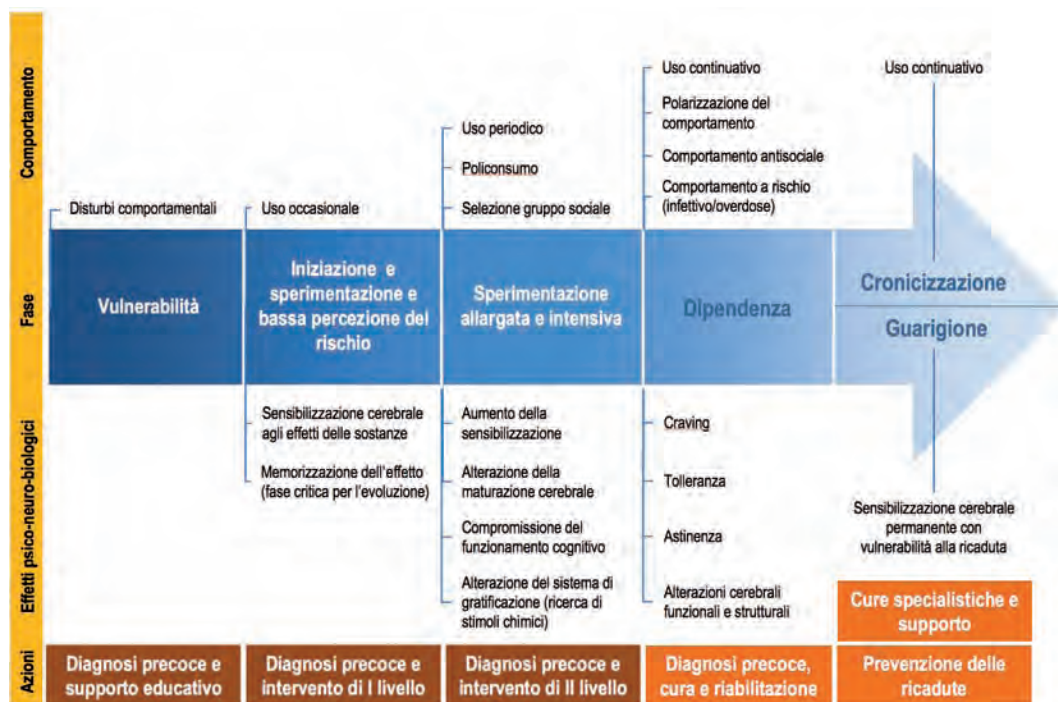 Comportamento
Disturbi comportamentali
Uso occasionale
Uso periodico
Policonsumo
Selezione gruppo sociale
Uso continuativo
Polarizzazione del
comportamento
Comportamento antisociale
Comportamento a rischio
(infettivo/overdose)
Uso continuativo
Fase
Vulnerabilità
Iniziazione e
sperimentazione e
bassa percezione del
rischio
Sperimentazione
allargata e intensiva
Dipendenza
Cronicizzazione
Guarigione
Effetti psico-neuro-biologici
Sensibilizzazione cerebrale
agli effetti delle sostanze
Memorizzazione dell'effetto
(fase critica per l'evoluzione)
Aumento della
sensibilizzazione
Alterazione della
maturazione cerebrale
Compromissione del
funzionamento cognitivo
Alterazione del sistema di
gratificazione (ricerca di
stimoli chimici)
Craving
Tolleranza
Astinenza
Alterazioni cerebrali
funzionali e strutturali
Sensibilizzazione cerebrale
permanente con
vulnerabilità alla ricaduta
Azioni
Diagnosi precoce e
supporto educativo
Diagnosi precoce e
intervento di I livello
Diagnosi precoce e
intervento di II livello
Diagnosi precoce,
cura e riabilitazione
Cure specialistiche e
supporto
Prevenzione delle
ricadute